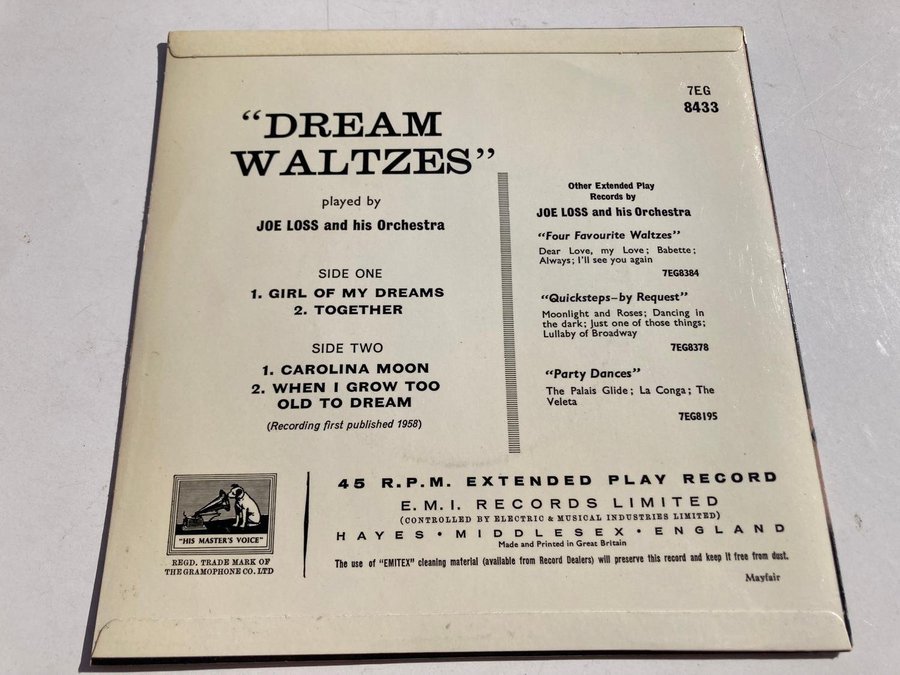 7EG
8433
“DREAM
WALTZES”
played by
JOE LOSS and his Orchestra
SIDE ONE
1. GIRL OF MY DREAMS
2. TOGETHER
SIDE TWO
1. CAROLINA MOON
2. WHEN I GROW TOO
OLD TO DREAM
(Recording first published 1958)
Other Extended Play
Records by
JOE LOSS and his Orchestra
“Four Favourite Waltzes”
Dear Love, my Love; Babette;
Always; I'll see you again
7EG8384
“Quicksteps–by Request”
Moonlight and Roses; Dancing in
the dark; Just one of those things;
Lullaby of Broadway
7EG8378
“Party Dances”
The Palais Glide; La Conga; The
Veleta
7EG8195
"HIS MASTER'S VOICE"
REGD. TRADE MARK OF
THE GRAMOPHONE CO. LTD
45 R.P.M. EXTENDED PLAY RECORD
E.M.I. RECORDS LIMITED
(CONTROLLED BY ELECTRIC & MUSICAL INDUSTRIES LIMITED)
HAYES • MIDDLESEX • ENGLAND
Made and Printed in Great Britain
The use of "EMITEX" cleaning material (available from Record Dealers) will preserve this record and keep it free from dust.
Mayfair